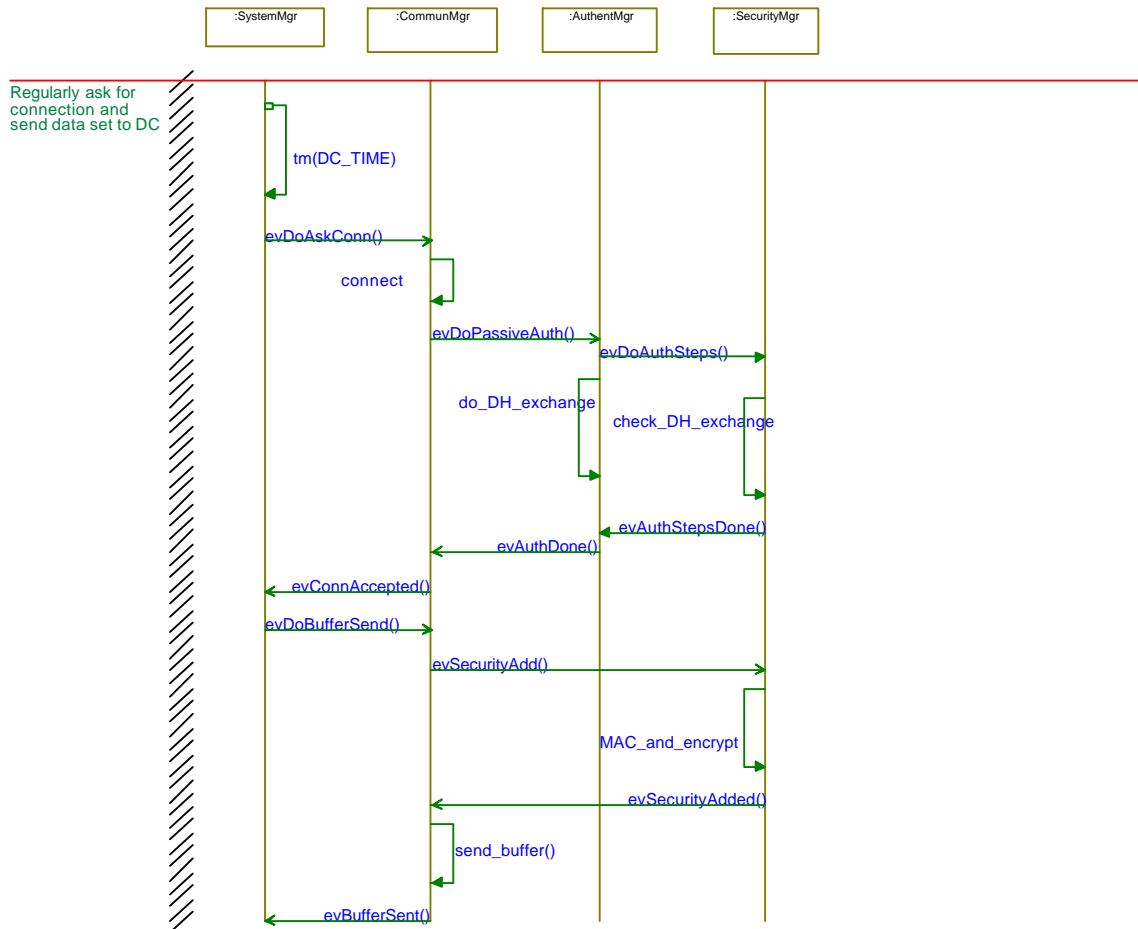 :SystemMgr
:CommunMgr
:AuthentMgr
:SecurityMgr
Regularly ask for
connection and
send data set to DC
tm(DC_TIME)
evDoAskConn()
connect
evDoPassiveAuth()
evDoAuthSteps()
do_DH_exchange
check_DH_exchange
evAuthStepsDone()
evAuthDone()
evConnAccepted()
evDoBufferSend()
evSecurityAdd()
MAC_and_encrypt
evSecurityAdded()
send_buffer()
evBufferSent()